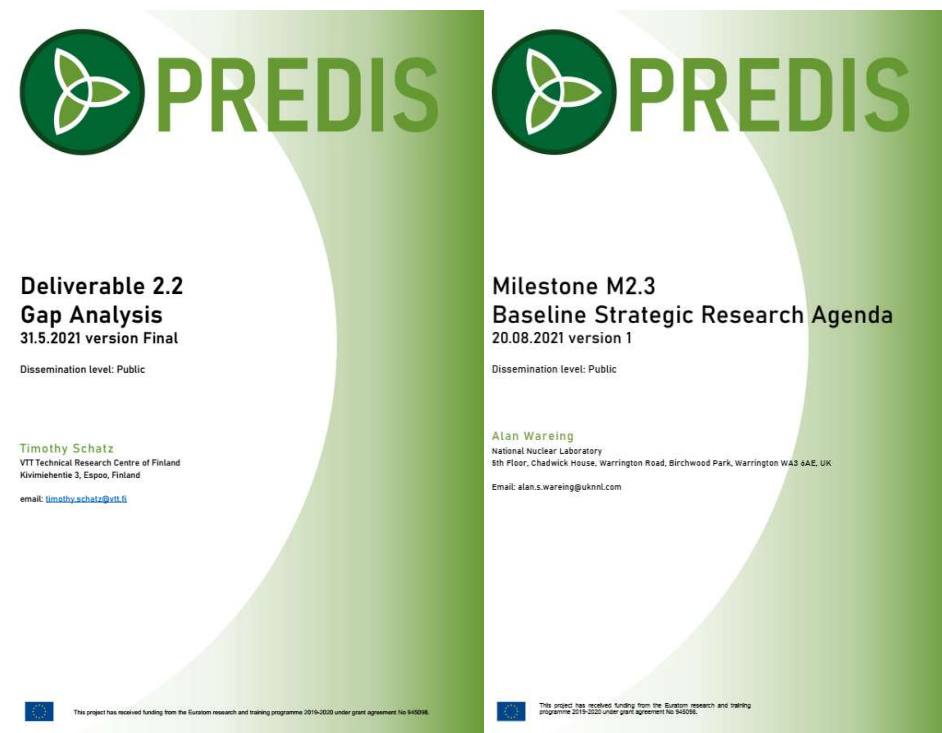 PREDIS
Deliverable 2.2
Gap Analysis
31.5.2021 version Final
Dissemination level: Public
Timothy Schatz
VTT Technical Research Centre of Finland
Kivimiehentie 3, Espoo, Finland
email: timothy.schatz@vtt.fi
This project has received funding from the Euratom research and training programme 2019-2020 under grant agreement No 945098.
PREDIS
Milestone M2.3
Baseline Strategic Research Agenda
20.08.2021 version 1
Dissemination level: Public
Alan Wareing
National Nuclear Laboratory
5th Floor, Chadwick House, Warrington Road, Birchwood Park, Warrington WA3 6AE, UK
Email: alan.s.wareing@uknnl.com
This project has received funding from the Euratom research and training
programme 2019-2020 under grant agreement No 945098.